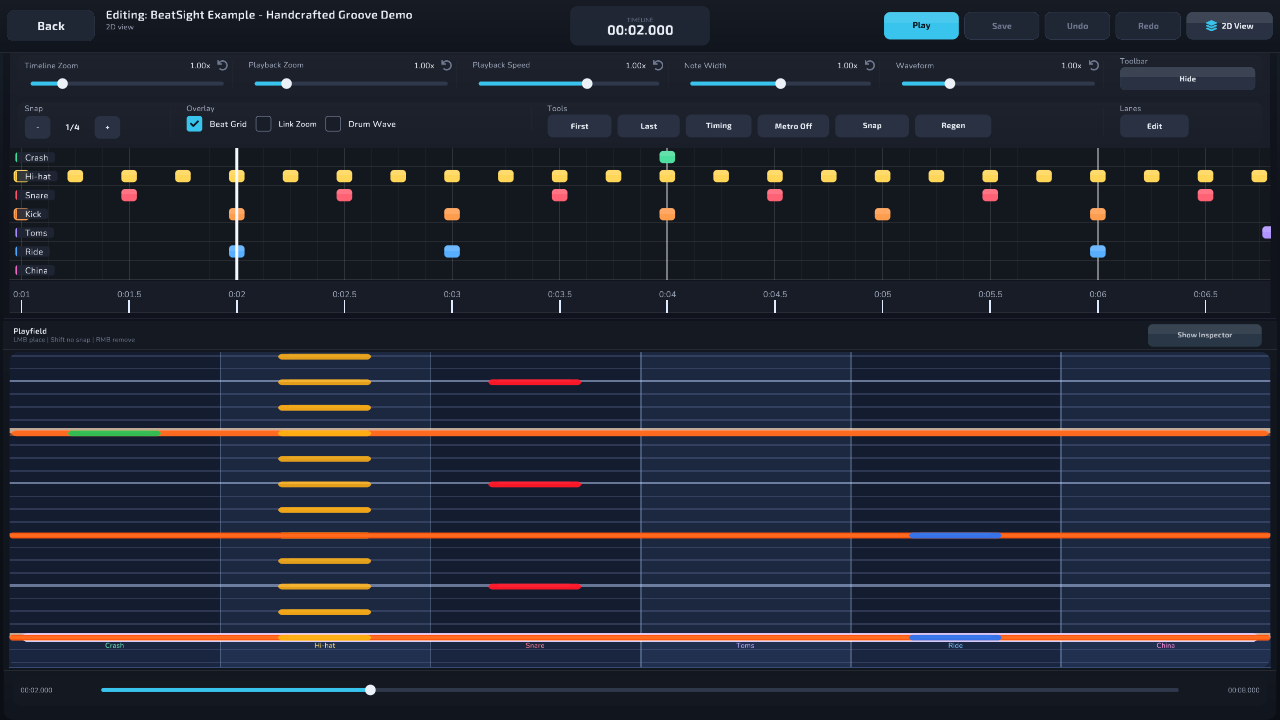 Back
Editing: BeatSight Example - Handcrafted Groove Demo
2D view
TIMELINE
00:02.000
Play
Save
Undo
Redo
2D View
Timeline Zoom
1.00x
Playback Zoom
1.00x
Playback Speed
1.00x
Note Width
1.00x
Waveform
1.00x
Toolbar
Hide
Snap
-
1/4
+
Overlay
Beat Grid
Link Zoom
Drum Wave
Tools
First
Last
Timing
Metro Off
Snap
Regen
Lanes
Edit
Crash
Hi-hat
Snare
Kick
Toms
Ride
China
0:01
0:01.5
0:02
0:02.5
0:03
0:03.5
0:04
0:04.5
0:05
0:05.5
0:06
0:06.5
Playfield
LMB place | Shift no snap | RMB remove
Show Inspector
Crash
Hi-hat
Snare
Toms
Ride
China
00:02.000
00:08.000